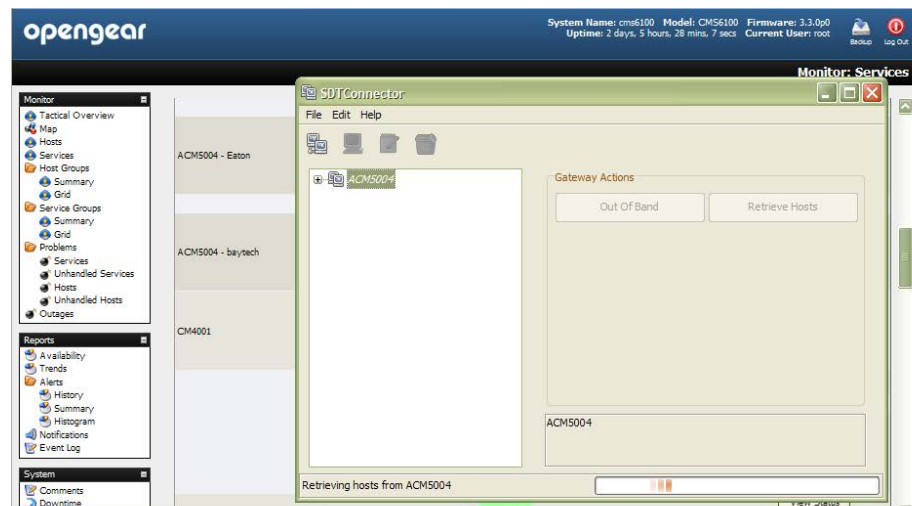 opengear
System Name: cms6100 Model: CMS6100 Firmware: 3.3.0p0
Uptime: 2 days, 5 hours, 28 mins, 7 secs Current User: root
Backup
Log Out
Monitor: Services
Monitor
Tactical Overview
Map
Hosts
Services
Host Groups
Summary
Grid
Service Groups
Summary
Grid
Problems
Services
Unhandled Services
Hosts
Unhandled Hosts
Outages
Reports
Availability
Trends
Alerts
History
Summary
Histogram
Notifications
Event Log
System
Comments
Downtime
ACM5004 - Eaton
ACM5004 - baytech
CM4001
SDTConnector
File Edit Help
ACM5004
Gateway Actions
Out Of Band
Retrieve Hosts
ACM5004
Retrieving hosts from ACM5004
View Status